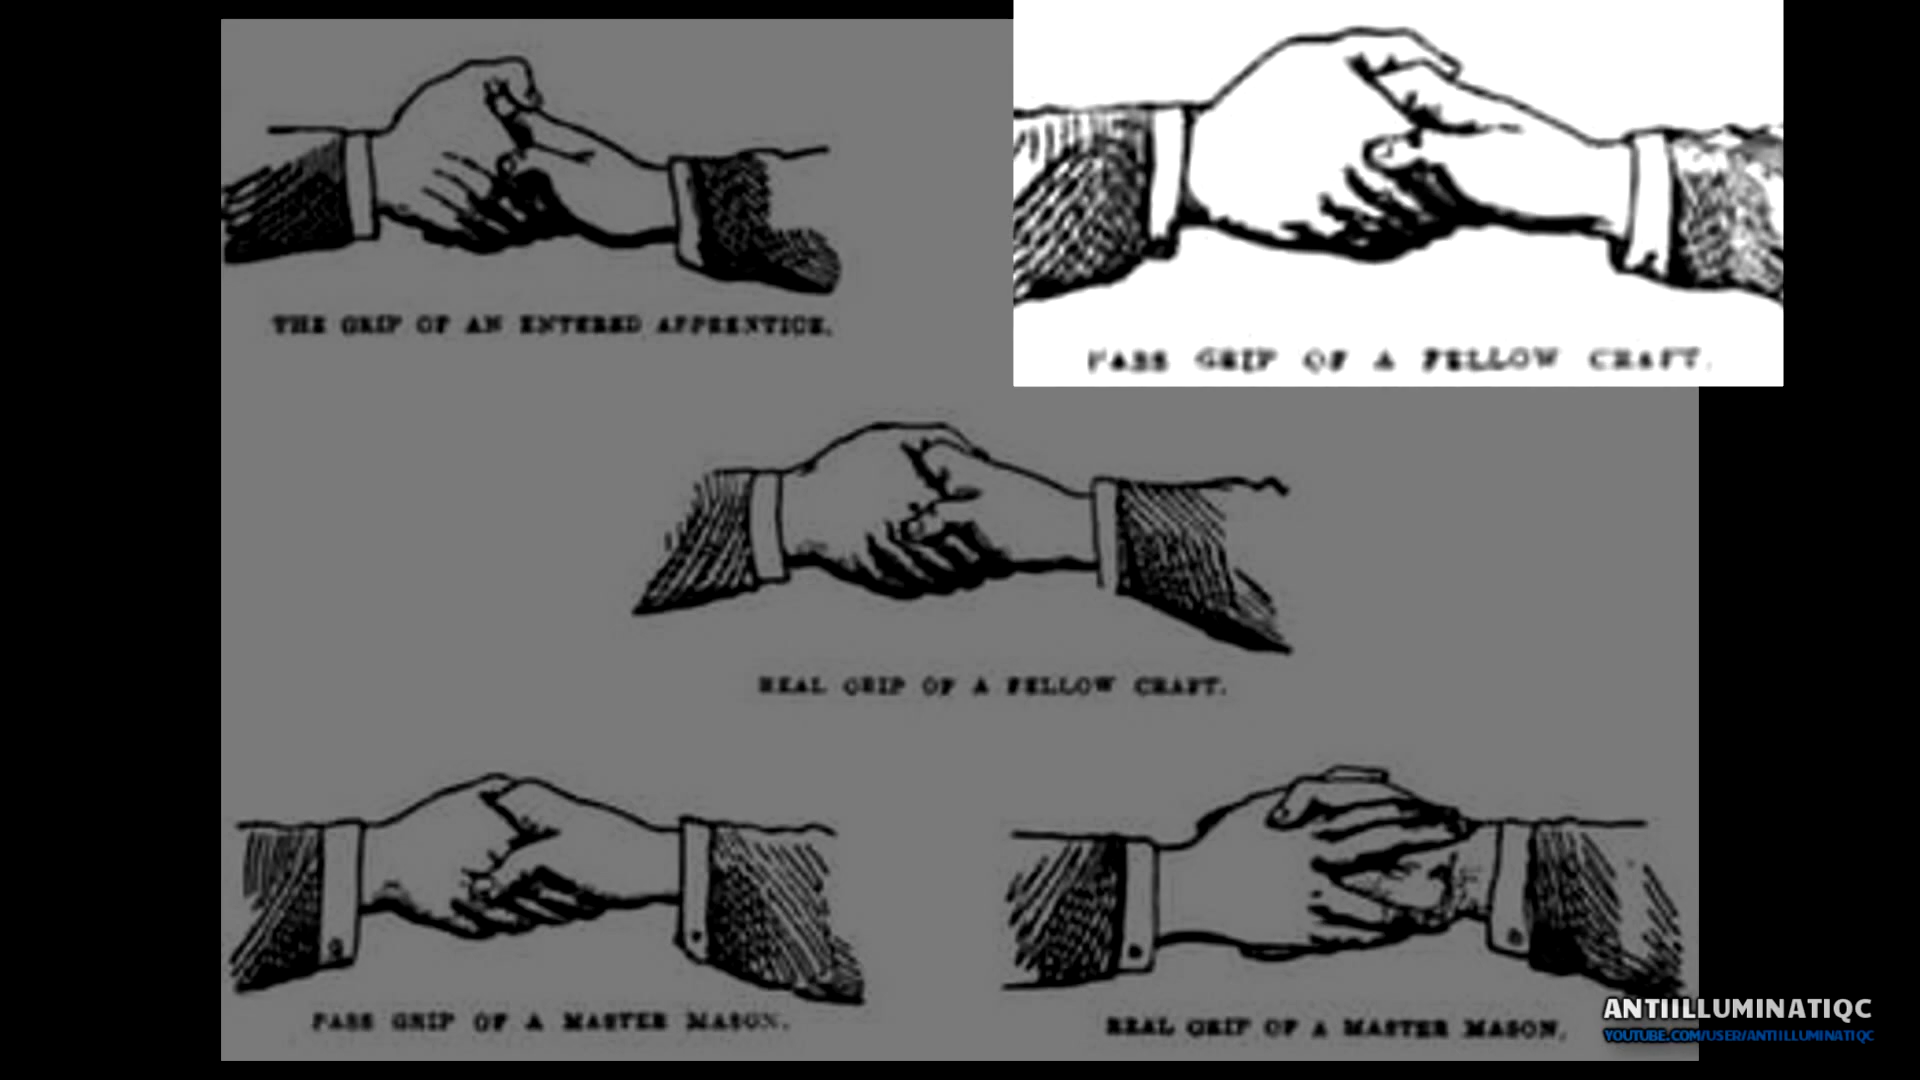 THE GRIP OF AN ENTERED APPRENTICE.
PASS GRIP OF A FELLOW CRAFT.
REAL GRIP OF A FELLOW CRAFT.
PASS GRIP OF A MASTER MASON.
REAL GRIP OF A MASTER MASON.
ANTIILLUMINATIQC
YOUTUBE.COM/USER/ANTIILLUMINATIQC